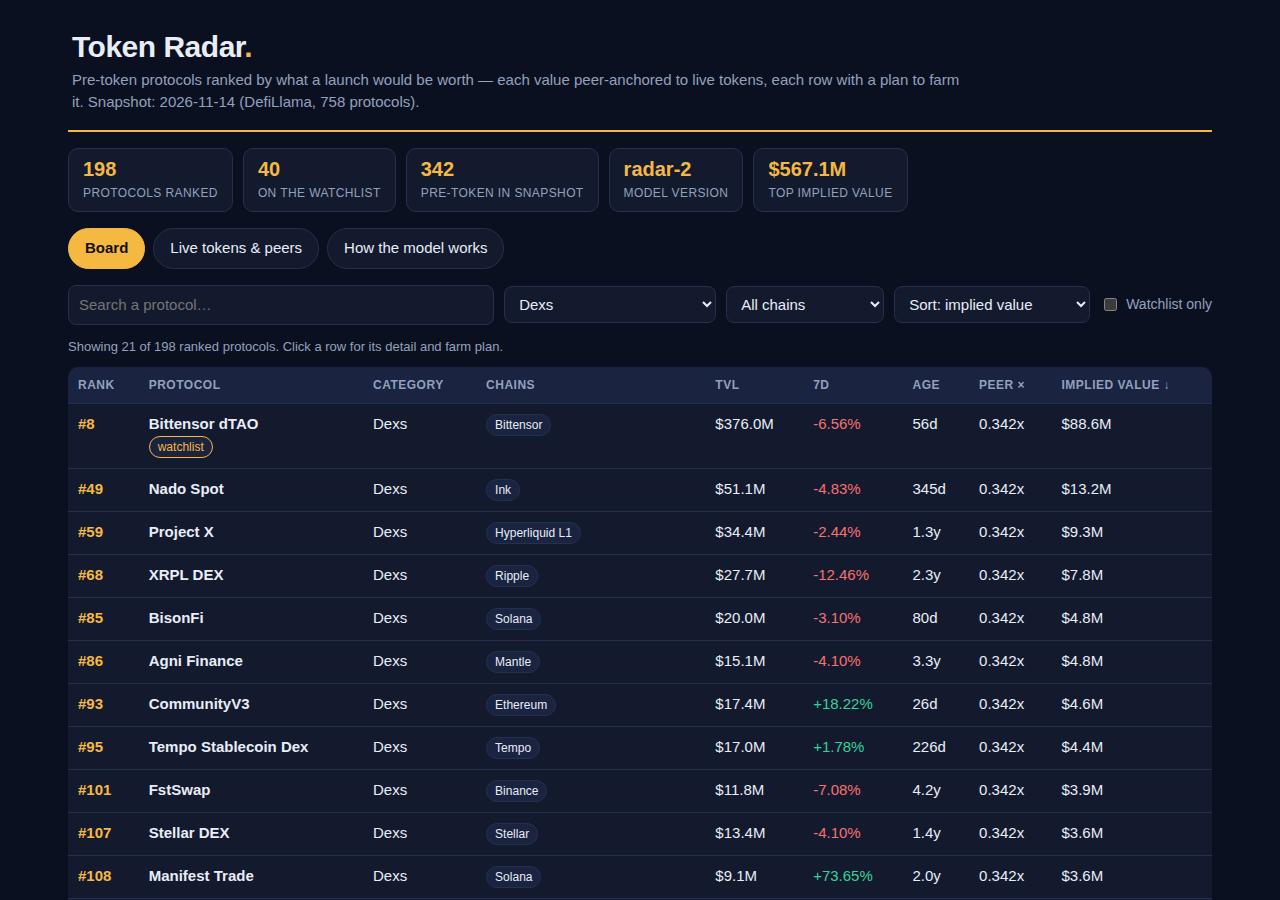 Token Radar.
Pre-token protocols ranked by what a launch would be worth — each value peer-anchored to live tokens, each row with a plan to farm
it. Snapshot: 2026-11-14 (DefiLlama, 758 protocols).
198 40 342 radar-2 $567.1M
PROTOCOLS RANKED ON THE WATCHLIST PRE-TOKEN IN SNAPSHOT MODEL VERSION TOP IMPLIED VALUE
Board Live tokens & peers How the model works
Search a protocol… Dexs All chains Sort: implied value Watchlist only
Showing 21 of 198 ranked protocols. Click a row for its detail and farm plan.
RANK PROTOCOL CATEGORY CHAINS TVL 7D AGE PEER × IMPLIED VALUE ↓
#8 Bittensor dTAO Dexs Bittensor $376.0M -6.56% 56d 0.342x $88.6M
watchlist
#49 Nado Spot Dexs Ink $51.1M -4.83% 345d 0.342x $13.2M
#59 Project X Dexs Hyperliquid L1 $34.4M -2.44% 1.3y 0.342x $9.3M
#68 XRPL DEX Dexs Ripple $27.7M -12.46% 2.3y 0.342x $7.8M
#85 BisonFi Dexs Solana $20.0M -3.10% 80d 0.342x $4.8M
#86 Agni Finance Dexs Mantle $15.1M -4.10% 3.3y 0.342x $4.8M
#93 CommunityV3 Dexs Ethereum $17.4M +18.22% 26d 0.342x $4.6M
#95 Tempo Stablecoin Dex Dexs Tempo $17.0M +1.78% 226d 0.342x $4.4M
#101 FstSwap Dexs Binance $11.8M -7.08% 4.2y 0.342x $3.9M
#107 Stellar DEX Dexs Stellar $13.4M -4.10% 1.4y 0.342x $3.6M
#108 Manifest Trade Dexs Solana $9.1M +73.65% 2.0y 0.342x $3.6M